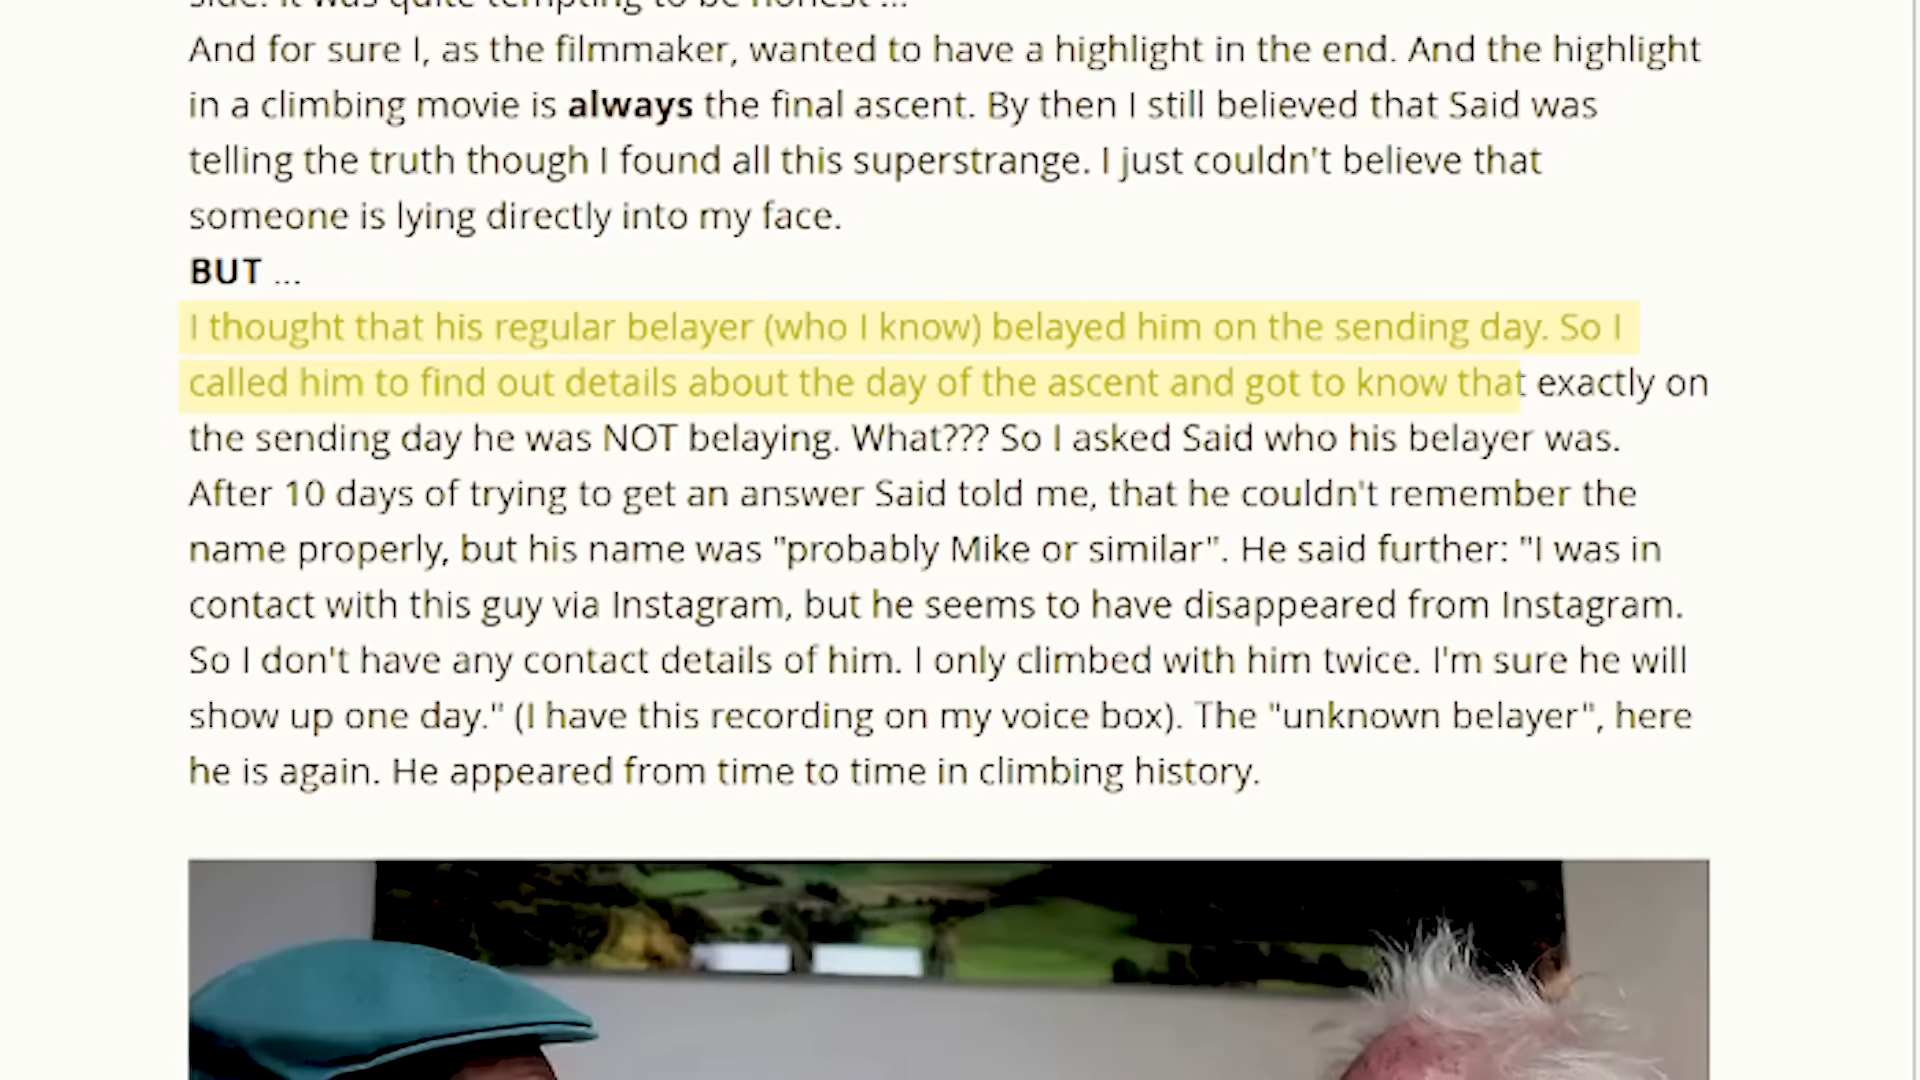 side. It was quite tempting to be honest ...
And for sure I, as the filmmaker, wanted to have a highlight in the end. And the highlight
in a climbing movie is always the final ascent. By then I still believed that Said was
telling the truth though I found all this superstrange. I just couldn't believe that
someone is lying directly into my face.
BUT ...
I thought that his regular belayer (who I know) belayed him on the sending day. So I
called him to find out details about the day of the ascent and got to know that exactly on
the sending day he was NOT belaying. What??? So I asked Said who his belayer was.
After 10 days of trying to get an answer Said told me, that he couldn't remember the
name properly, but his name was "probably Mike or similar". He said further: "I was in
contact with this guy via Instagram, but he seems to have disappeared from Instagram.
So I don't have any contact details of him. I only climbed with him twice. I'm sure he will
show up one day." (I have this recording on my voice box). The "unknown belayer", here
he is again. He appeared from time to time in climbing history.